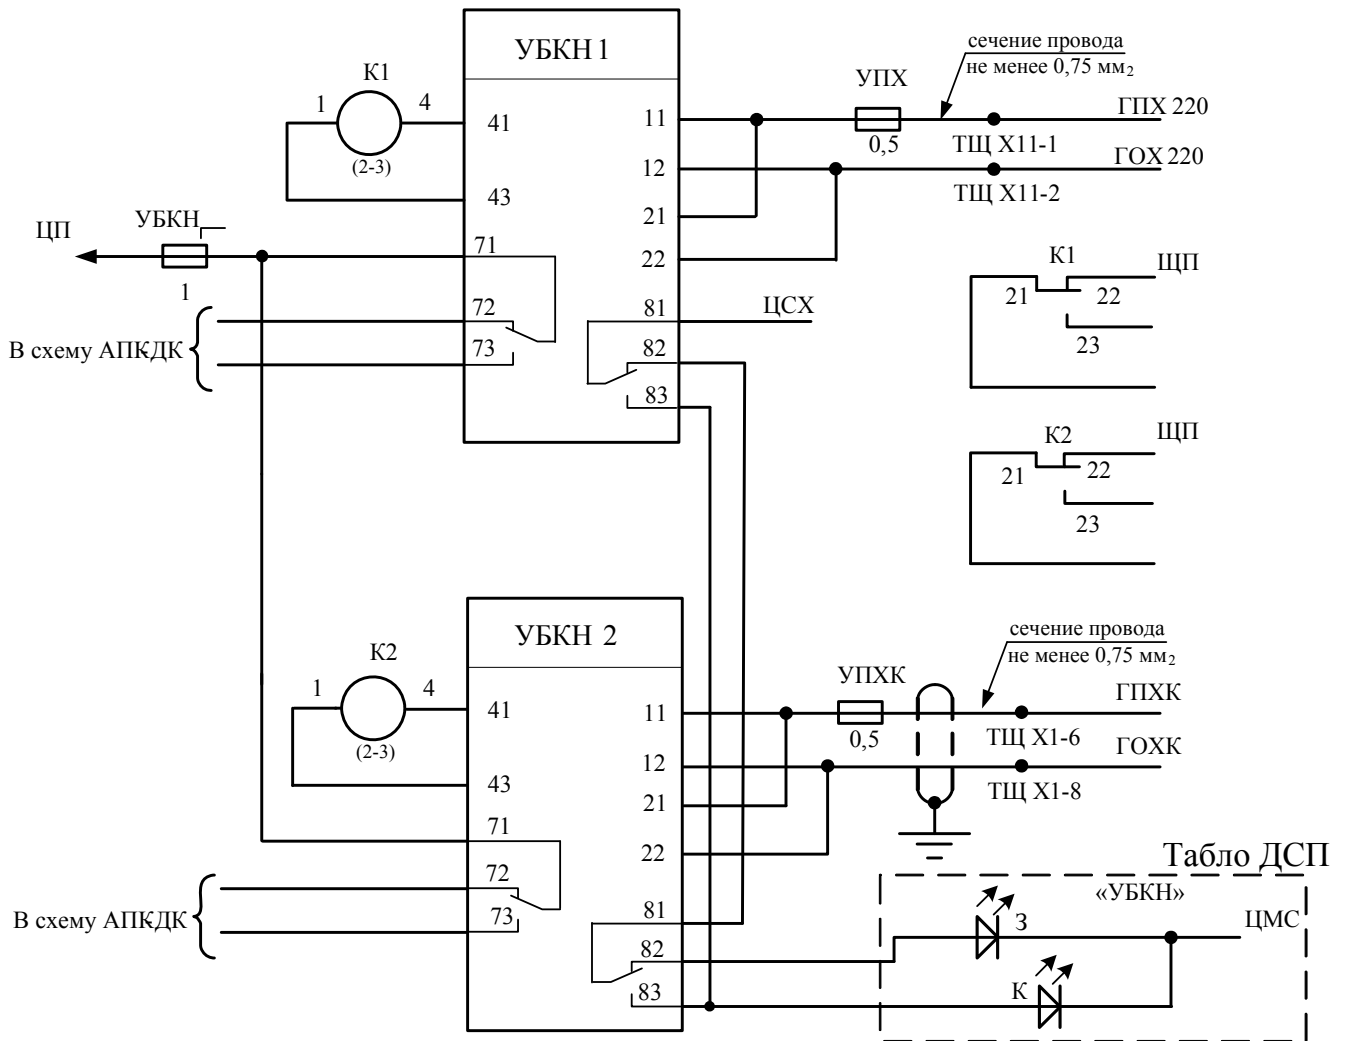 УБКН 1
сечение провода
не менее 0,75 мм2
К1
УПХ
1
4
41
11
ГПХ 220
(2-3)
0,5
ТЩ Х11-1
12
ГОХ 220
43
ТЩ Х11-2
УБКН
21
ЦП
71
22
К1
ЩП
1
21
22
72
81
ЦСХ
В схему АПКДК
73
82
23
83
К2
ЩП
21
22
23
УБКН 2
сечение провода
не менее 0,75 мм2
К2
УПХК
1
4
41
11
ГПХК
(2-3)
0,5
ТЩ Х1-6
12
ГОХК
43
21
ТЩ Х1-8
71
22
Табло ДСП
72
«УБКН»
В схему АПКДК
73
81
З
ЦМС
82
83
К